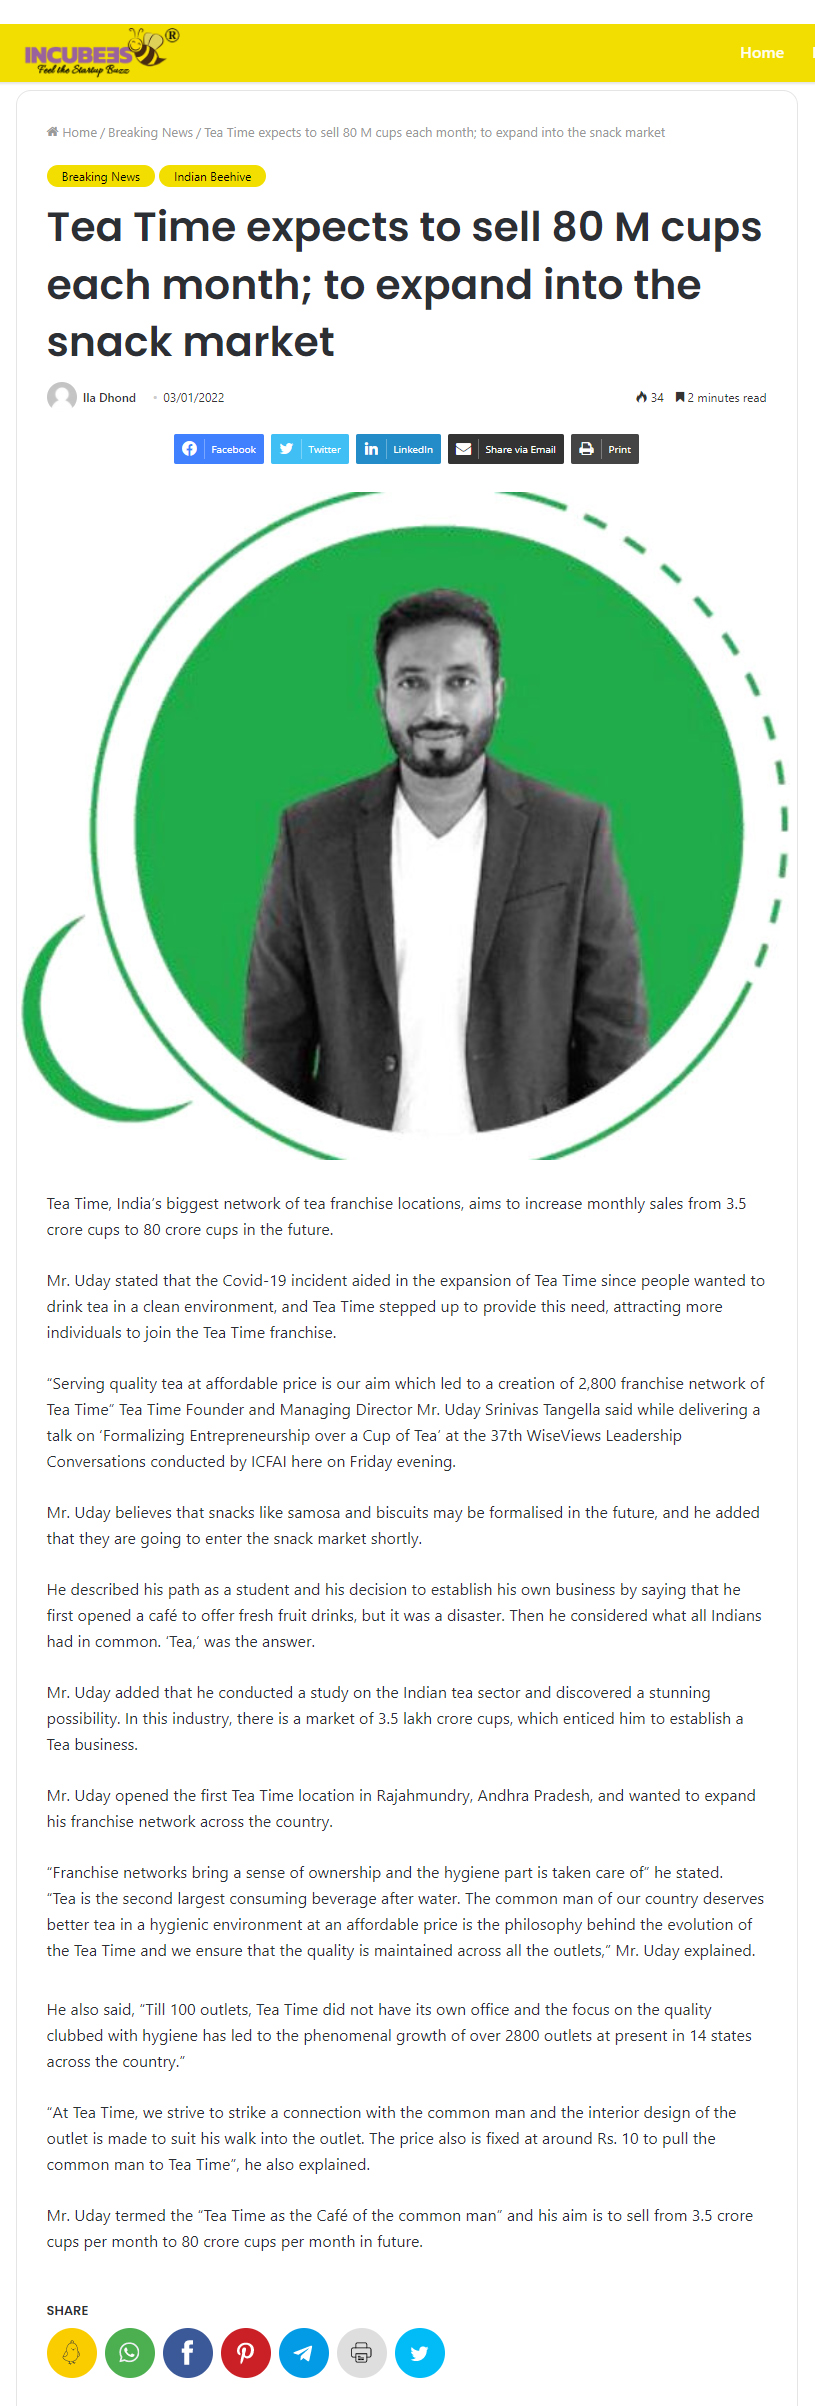 INCUBEES
®
Feel the Startup Buzz
Home
Home / Breaking News / Tea Time expects to sell 80 M cups each month; to expand into the snack market
Breaking News
Indian Beehive
Tea Time expects to sell 80 M cups
each month; to expand into the
snack market
Ila Dhond
03/01/2022
34
2 minutes read
Facebook
Twitter
LinkedIn
Share via Email
Print
Tea Time, India’s biggest network of tea franchise locations, aims to increase monthly sales from 3.5
crore cups to 80 crore cups in the future.
Mr. Uday stated that the Covid-19 incident aided in the expansion of Tea Time since people wanted to
drink tea in a clean environment, and Tea Time stepped up to provide this need, attracting more
individuals to join the Tea Time franchise.
“Serving quality tea at affordable price is our aim which led to a creation of 2,800 franchise network of
Tea Time” Tea Time Founder and Managing Director Mr. Uday Srinivas Tangella said while delivering a
talk on ‘Formalizing Entrepreneurship over a Cup of Tea’ at the 37th WiseViews Leadership
Conversations conducted by ICFAI here on Friday evening.
Mr. Uday believes that snacks like samosa and biscuits may be formalised in the future, and he added
that they are going to enter the snack market shortly.
He described his path as a student and his decision to establish his own business by saying that he
first opened a café to offer fresh fruit drinks, but it was a disaster. Then he considered what all Indians
had in common. ‘Tea,’ was the answer.
Mr. Uday added that he conducted a study on the Indian tea sector and discovered a stunning
possibility. In this industry, there is a market of 3.5 lakh crore cups, which enticed him to establish a
Tea business.
Mr. Uday opened the first Tea Time location in Rajahmundry, Andhra Pradesh, and wanted to expand
his franchise network across the country.
“Franchise networks bring a sense of ownership and the hygiene part is taken care of” he stated.
“Tea is the second largest consuming beverage after water. The common man of our country deserves
better tea in a hygienic environment at an affordable price is the philosophy behind the evolution of
the Tea Time and we ensure that the quality is maintained across all the outlets,” Mr. Uday explained.
He also said, “Till 100 outlets, Tea Time did not have its own office and the focus on the quality
clubbed with hygiene has led to the phenomenal growth of over 2800 outlets at present in 14 states
across the country.”
“At Tea Time, we strive to strike a connection with the common man and the interior design of the
outlet is made to suit his walk into the outlet. The price also is fixed at around Rs. 10 to pull the
common man to Tea Time”, he also explained.
Mr. Uday termed the “Tea Time as the Café of the common man” and his aim is to sell from 3.5 crore
cups per month to 80 crore cups per month in future.
SHARE